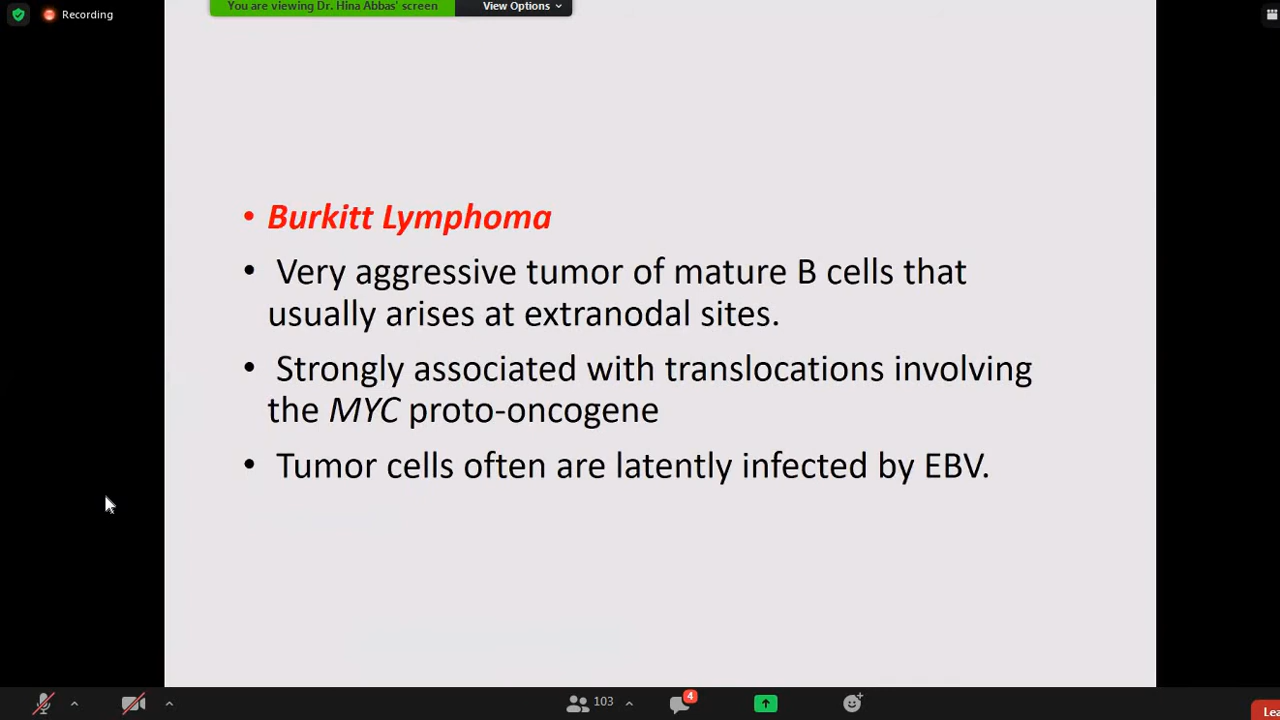 Recording
You are viewing Dr. Hina Abbas' screen
View Options
• Burkitt Lymphoma
• Very aggressive tumor of mature B cells that
usually arises at extranodal sites.
• Strongly associated with translocations involving
the MYC proto-oncogene
• Tumor cells often are latently infected by EBV.
103
4
Lea